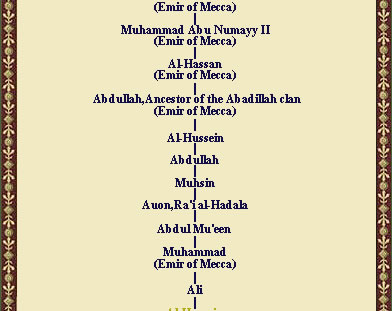 (Emir of Mecca)
Muhammad Abu Numayy II
(Emir of Mecca)
Al-Hassan
(Emir of Mecca)
Abdullah,Ancestor of the Abadillah clan
(Emir of Mecca)
Al-Hussein
Abdullah
Muhsin
Auon,Ra'i al-Hadala
Abdul Mu'een
Muhammad
(Emir of Mecca)
Ali